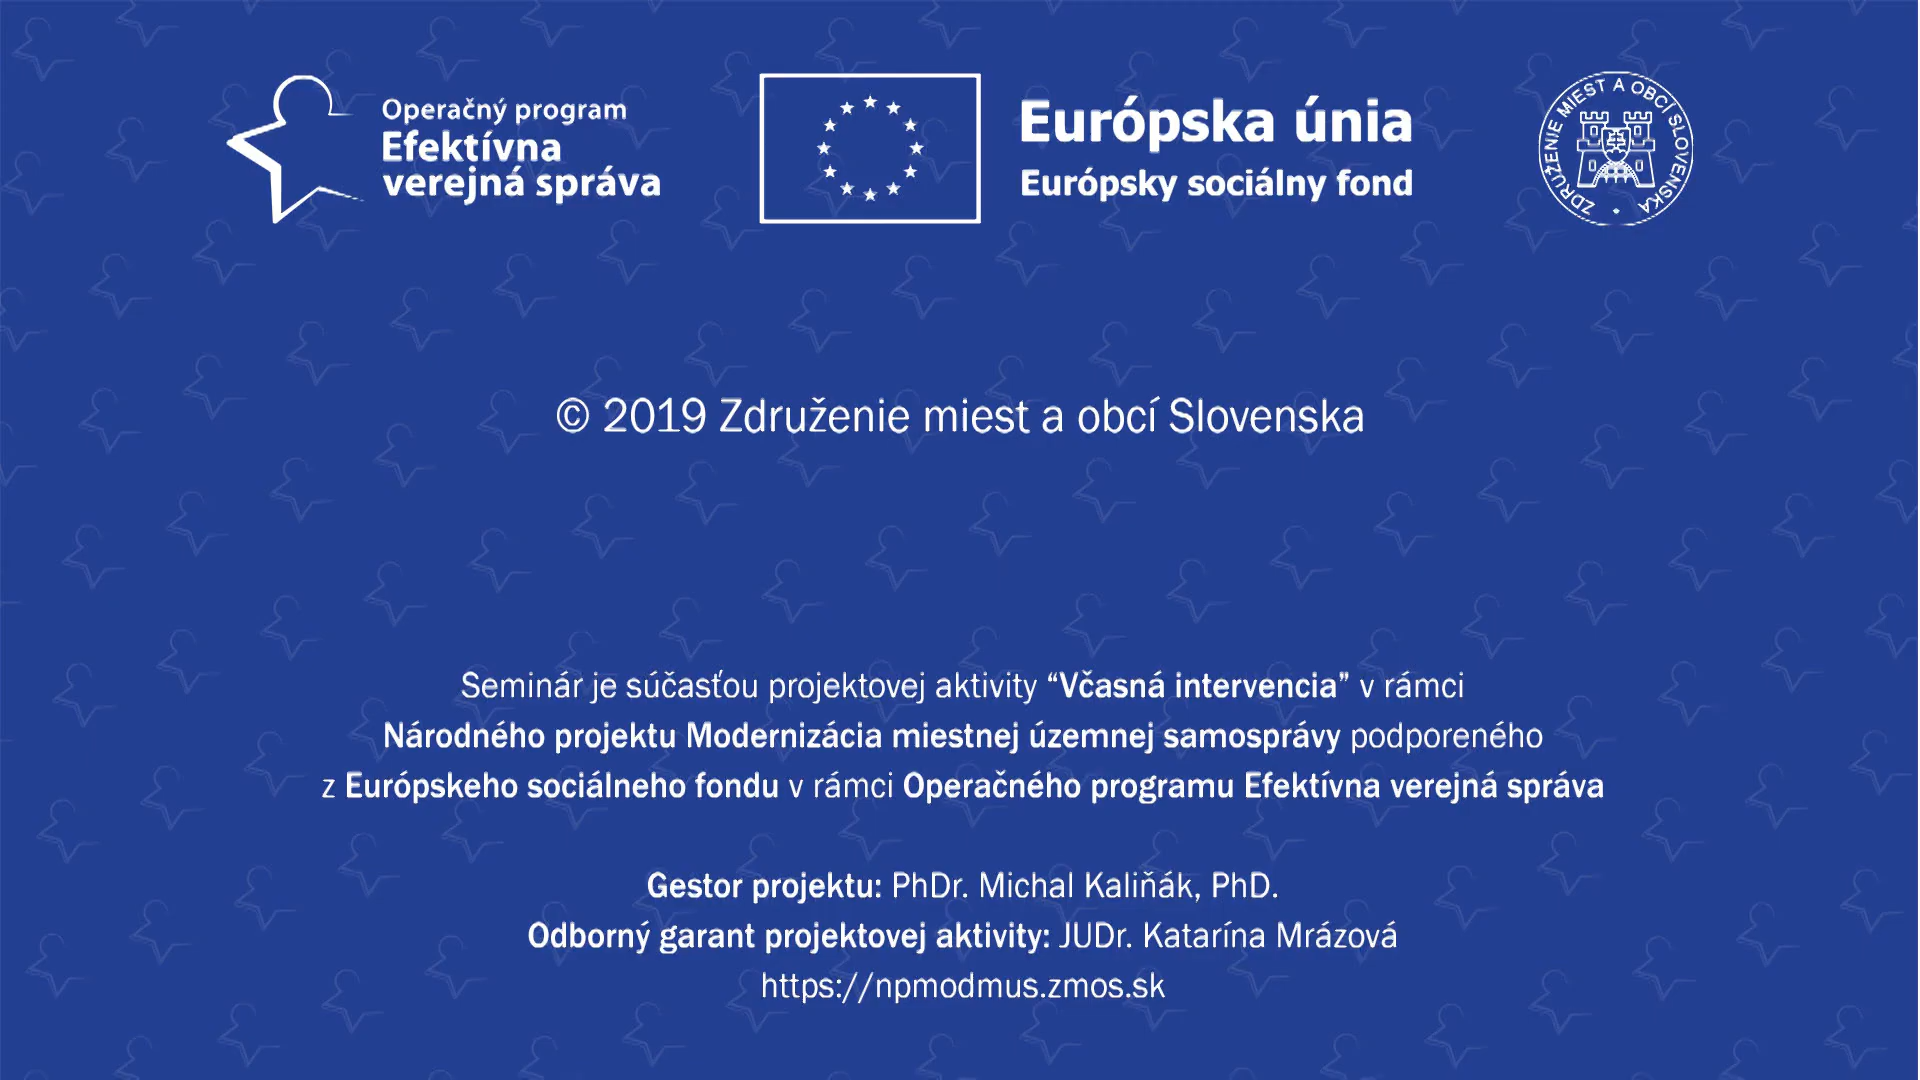 Operačný program
Efektívna
verejná správa
Európska únia
Európsky sociálny fond
ZDRUŽENIE MIEST A OBCÍ SLOVENSKA
© 2019 Združenie miest a obcí Slovenska
Seminár je súčasťou projektovej aktivity “Včasná intervencia” v rámci
Národného projektu Modernizácia miestnej územnej samosprávy podporeného
z Európskeho sociálneho fondu v rámci Operačného programu Efektívna verejná správa
Gestor projektu: PhDr. Michal Kaliňák, PhD.
Odborný garant projektovej aktivity: JUDr. Katarína Mrázová
https://npmodmus.zmos.sk